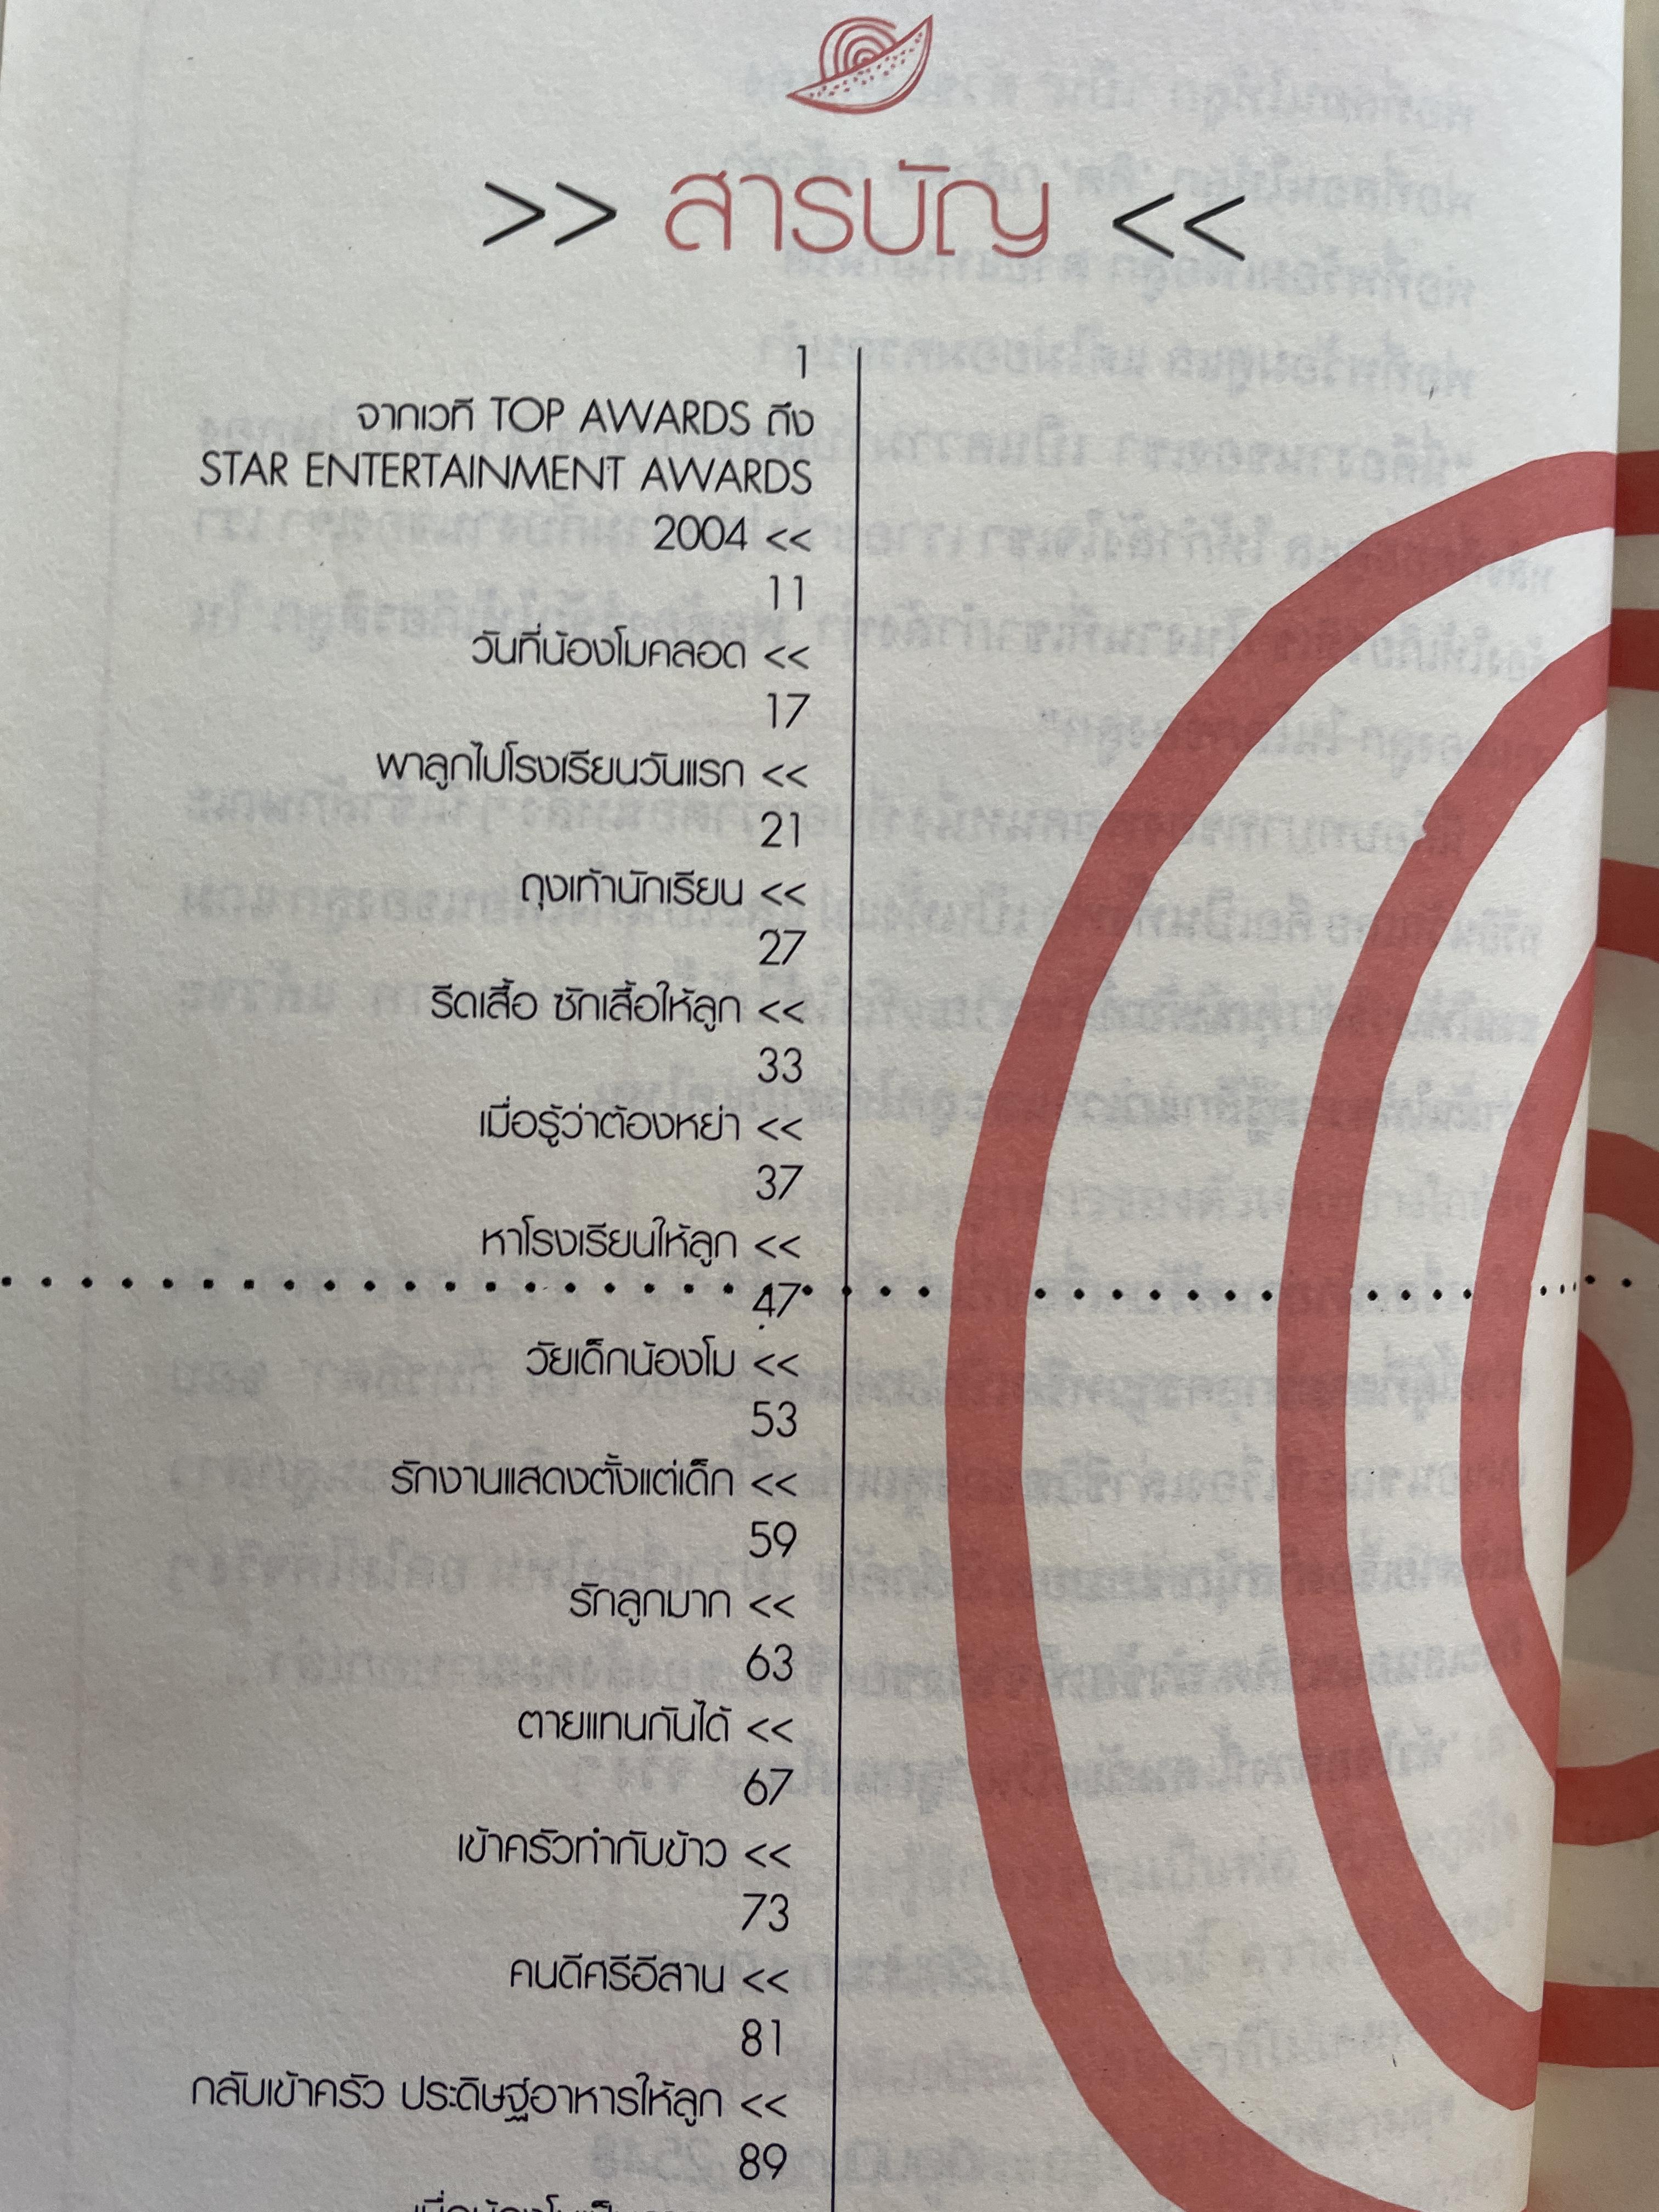 >> สารบัญ <<
1
จากเวที TOP AWARDS ถึง
STAR ENTERTAINMENT AWARDS
2004 <<
11
วันที่น้องโมคลอด <<
17
พาลูกไปโรงเรียนวันแรก <<
21
ถุงเท้านักเรียน <<
27
รีดเสื้อ ซักเสื้อให้ลูก <<
33
เมื่อรู้ว่าต้องหย่า <<
37
หาโรงเรียนให้ลูก <<
47
วัยเด็กน้องโม <<
53
รักงานแสดงตั้งแต่เด็ก <<
59
รักลูกมาก <<
63
ตายแทนกันได้ <<
67
เข้าครัวทำกับข้าว <<
73
คนดีศรีอีสาน <<
81
กลับเข้าครัว ประดิษฐ์อาหารให้ลูก <<
89